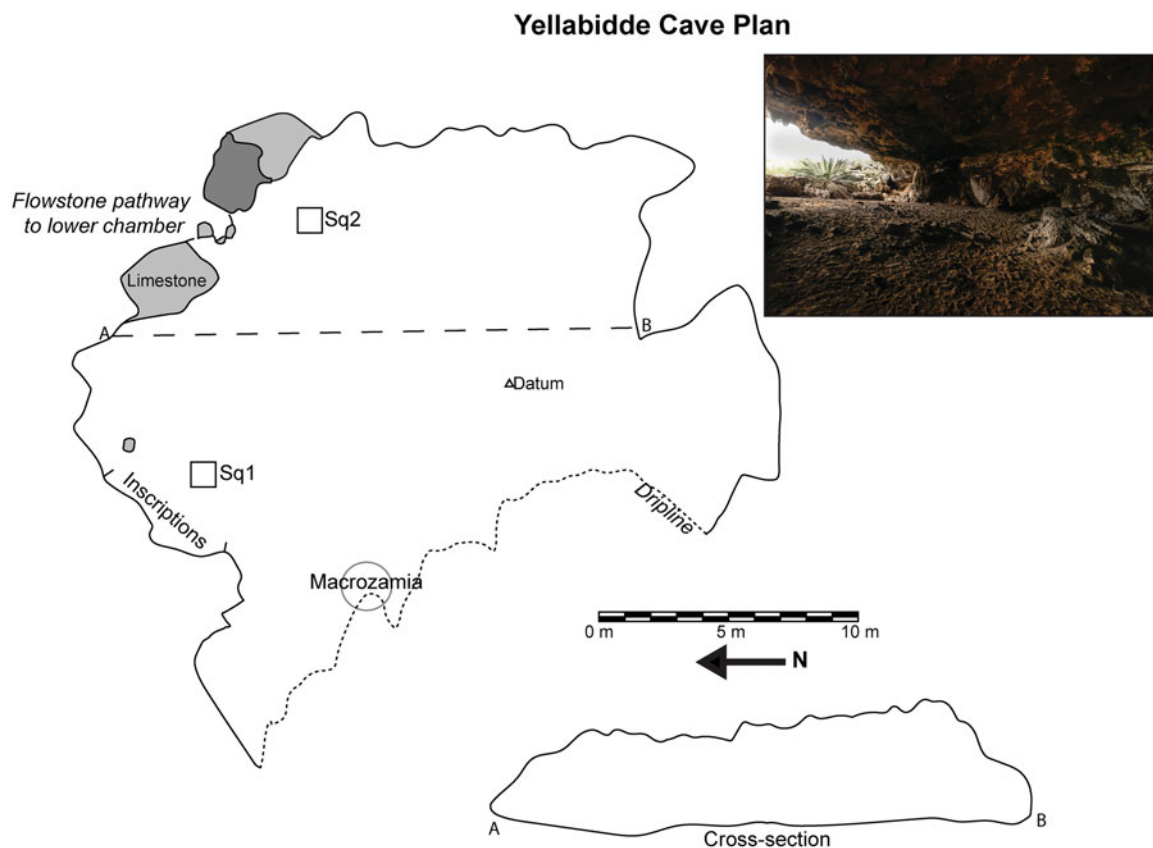 Yellabidde Cave Plan
Flowstone pathway
to lower chamber
Sq2
Limestone
A
B
Datum
Sq1
Inscriptions
Dripline
Macrozamia
0 m
5 m
10 m
N
A
B
Cross-section